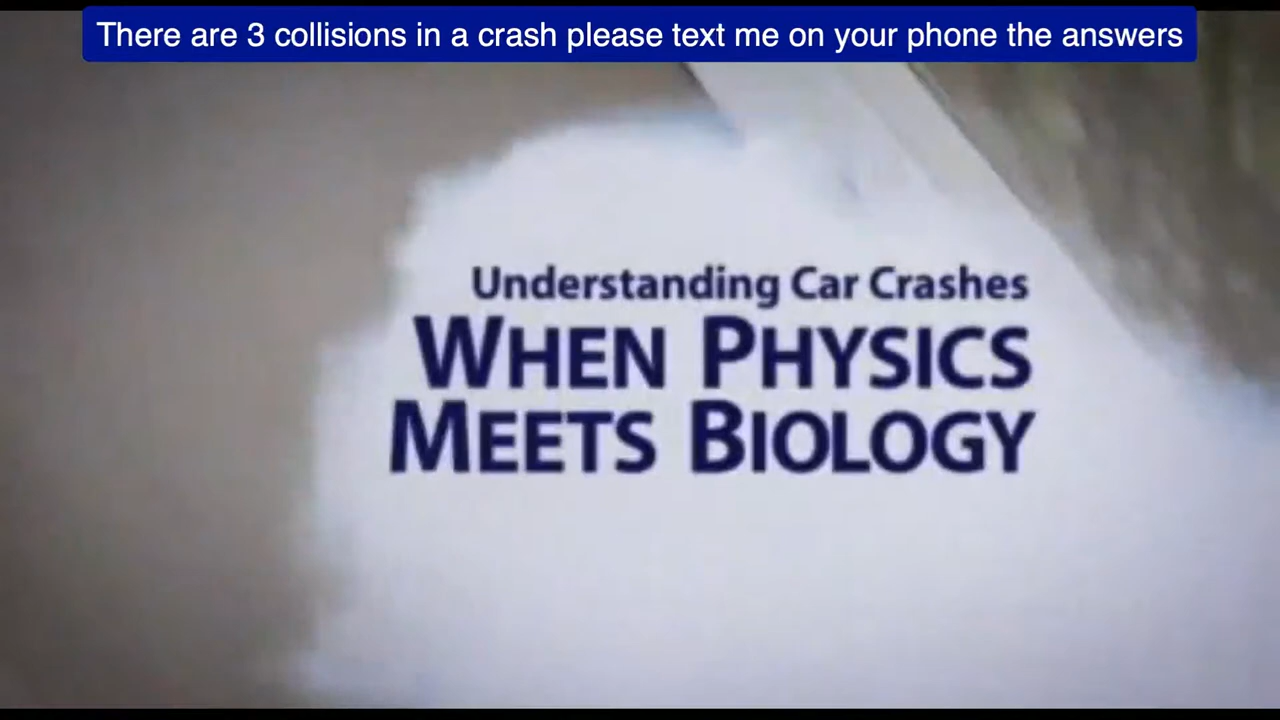 There are 3 collisions in a crash please text me on your phone the answers
Understanding Car Crashes
WHEN PHYSICS
MEETS BIOLOGY